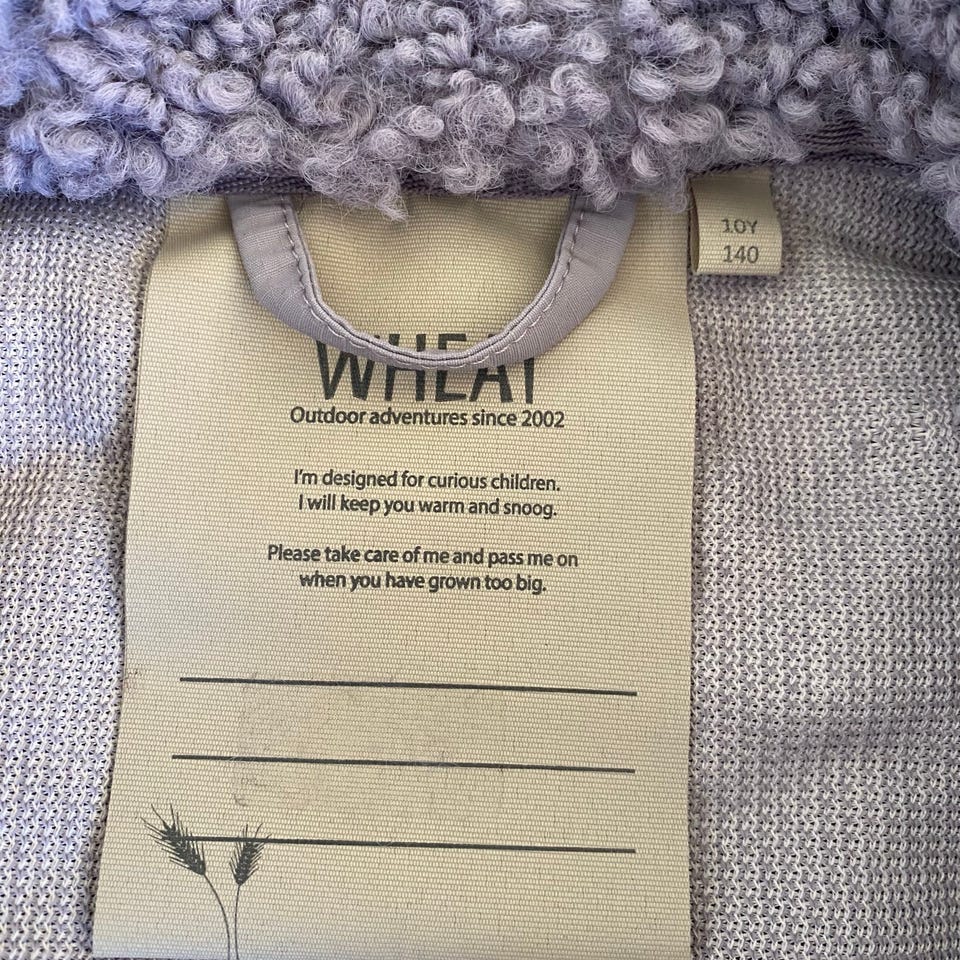 10Y
140
WHEAT
Outdoor adventures since 2002
I'm designed for curious children.
I will keep you warm and snoog.
Please take care of me and pass me on
when you have grown too big.